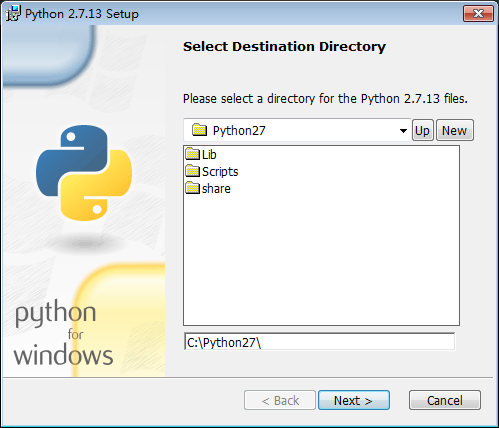 Python 2.7.13 Setup
Select Destination Directory
Please select a directory for the Python 2.7.13 files.
Python27
Up
New
Lib
Scripts
share
C:\Python27\
python
for
windows
< Back
Next >
Cancel